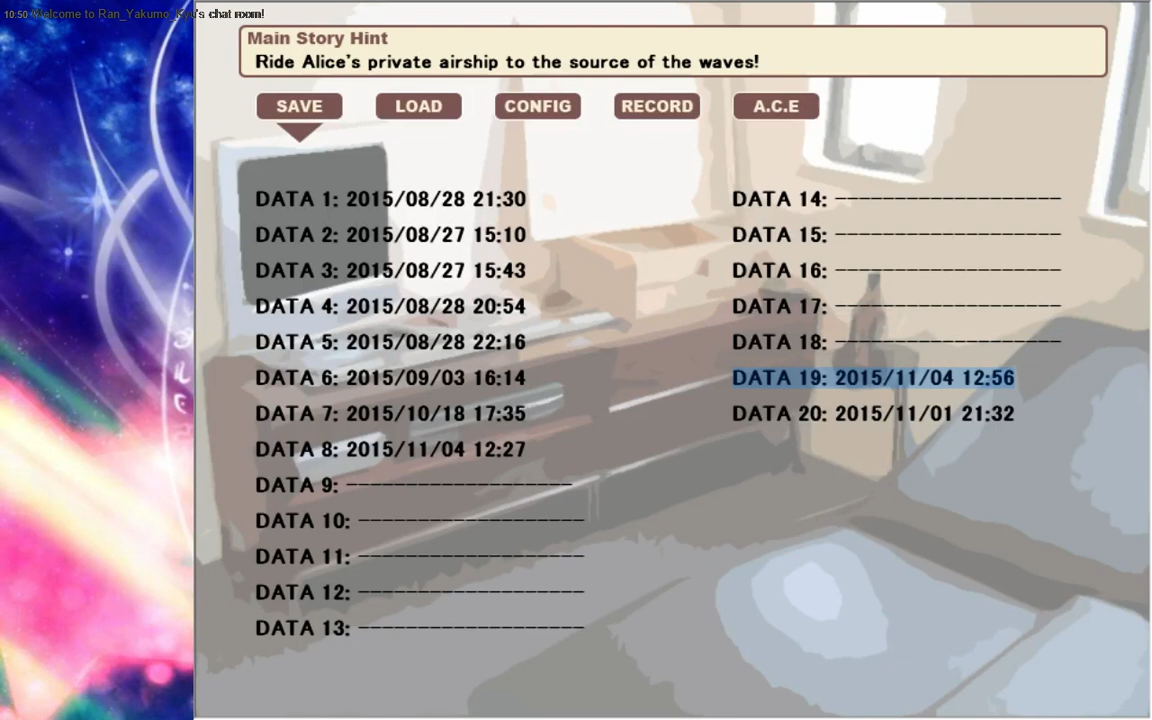 10:50 Welcome to Ran_Yakumo_Kyu's chat room!
Main Story Hint
Ride Alice's private airship to the source of the waves!
SAVE LOAD CONFIG RECORD A.C.E
DATA 1: 2015/08/28 21:30
DATA 2: 2015/08/27 15:10
DATA 3: 2015/08/27 15:43
DATA 4: 2015/08/28 20:54
DATA 5: 2015/08/28 22:16
DATA 6: 2015/09/03 16:14
DATA 7: 2015/10/18 17:35
DATA 8: 2015/11/04 12:27
DATA 9: -------------------
DATA 10: -------------------
DATA 11: -------------------
DATA 12: -------------------
DATA 13: -------------------
DATA 14: -------------------
DATA 15: -------------------
DATA 16: -------------------
DATA 17: -------------------
DATA 18: -------------------
DATA 19: 2015/11/04 12:56
DATA 20: 2015/11/01 21:32